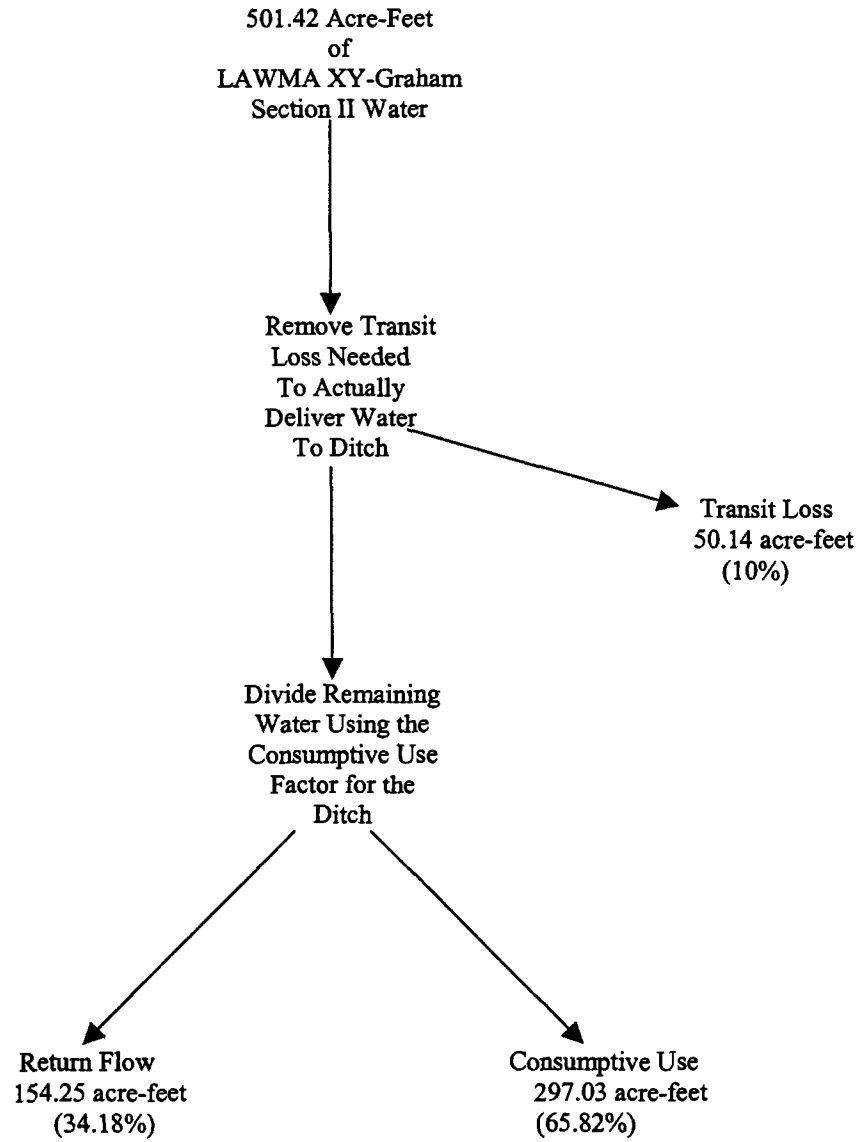 501.42 Acre-Feet
of
LAWMA XY-Graham
Section II Water
Remove Transit
Loss Needed
To Actually
Deliver Water
To Ditch
Transit Loss
50.14 acre-feet
(10%)
Divide Remaining
Water Using the
Consumptive Use
Factor for the
Ditch
Return Flow
154.25 acre-feet
(34.18%)
Consumptive Use
297.03 acre-feet
(65.82%)